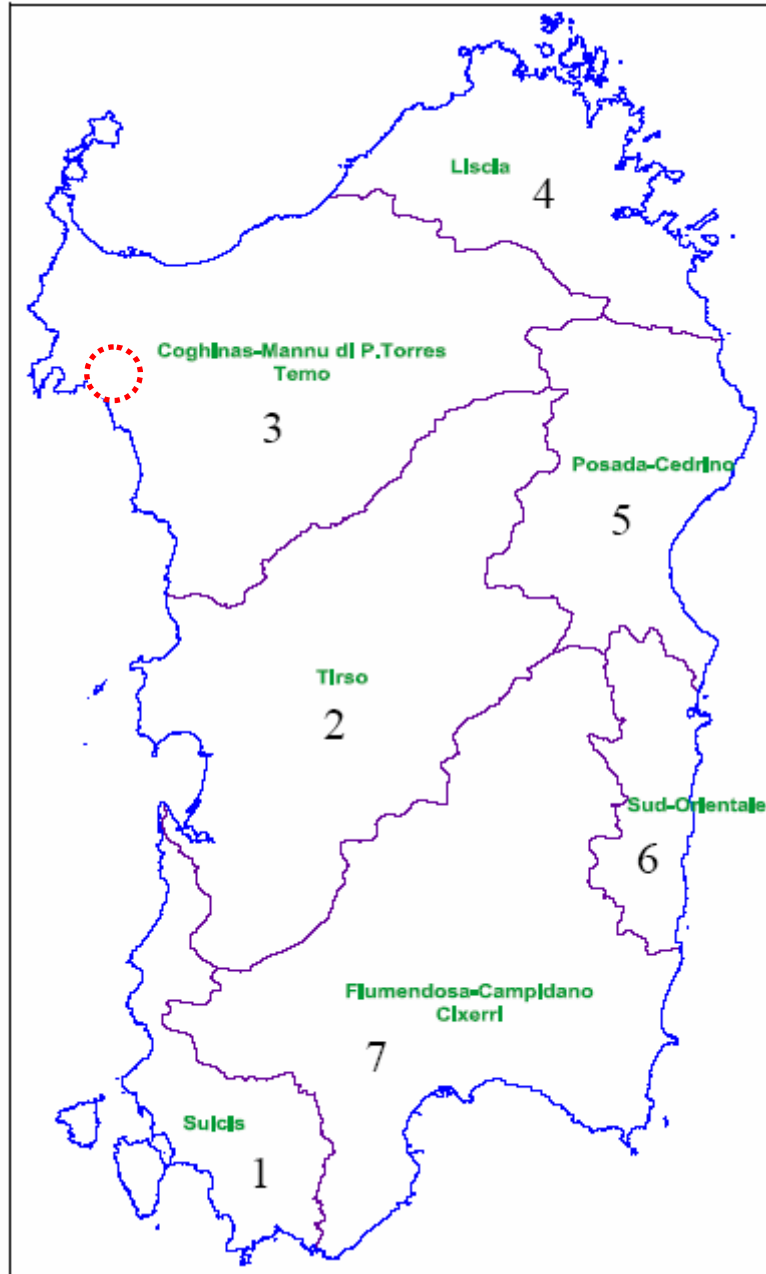 Liscia
4
Coghinas-Mannu di P.Torres
Temo
3
Posada-Cedrino
5
Tirso
2
Sud-Orientale
6
Flumendosa-Campidano
Cixerri
7
Sulcis
1